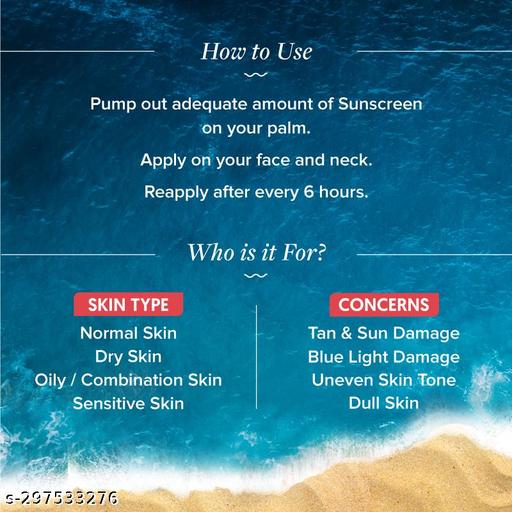 How to Use
Pump out adequate amount of Sunscreen
on your palm.
Apply on your face and neck.
Reapply after every 6 hours.
Who is it For?
SKIN TYPE
Normal Skin
Dry Skin
Oily / Combination Skin
Sensitive Skin
CONCERNS
Tan & Sun Damage
Blue Light Damage
Uneven Skin Tone
Dull Skin
s-297533276